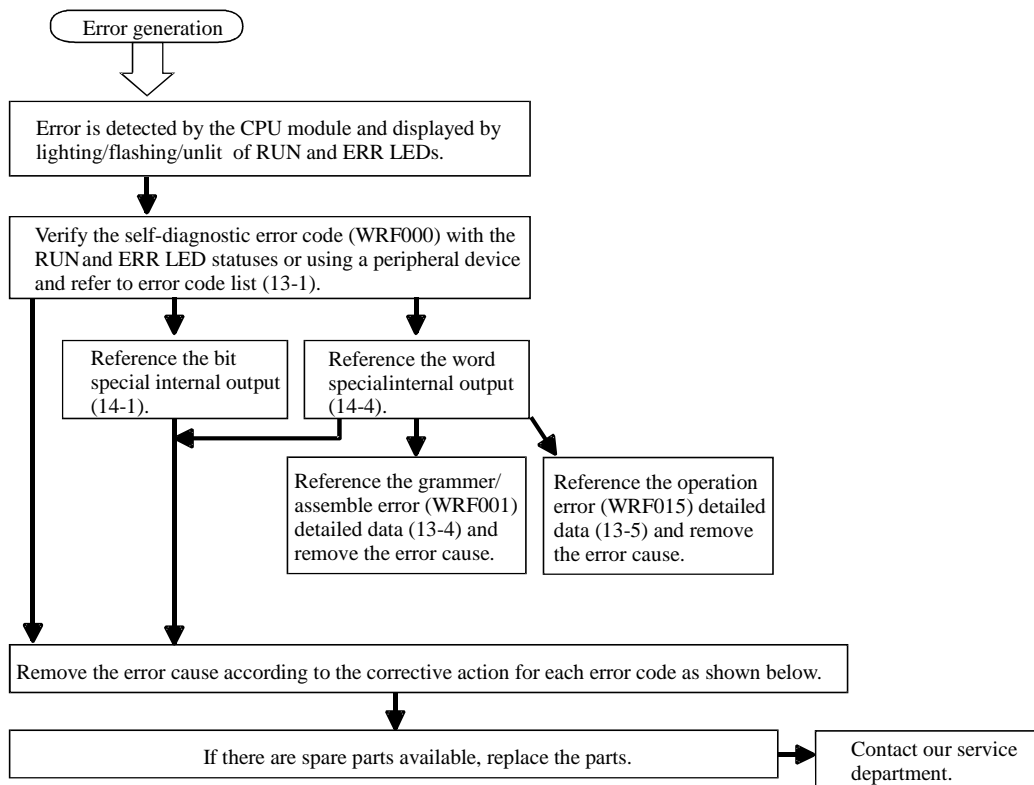 Error generation
Error is detected by the CPU module and displayed by
lighting/flashing/unlit of RUN and ERR LEDs.
Verify the self-diagnostic error code (WRF000) with the
RUN and ERR LED statuses or using a peripheral device
and refer to error code list (13-1).
Reference the bit
special internal output
(14-1).
Reference the word
specialinternal output
(14-4).
Reference the grammer/
assemble error (WRF001)
detailed data (13-4) and
remove the error cause.
Reference the operation
error (WRF015) detailed
data (13-5) and remove
the error cause.
Remove the error cause according to the corrective action for each error code as shown below.
If there are spare parts available, replace the parts.
Contact our service
department.